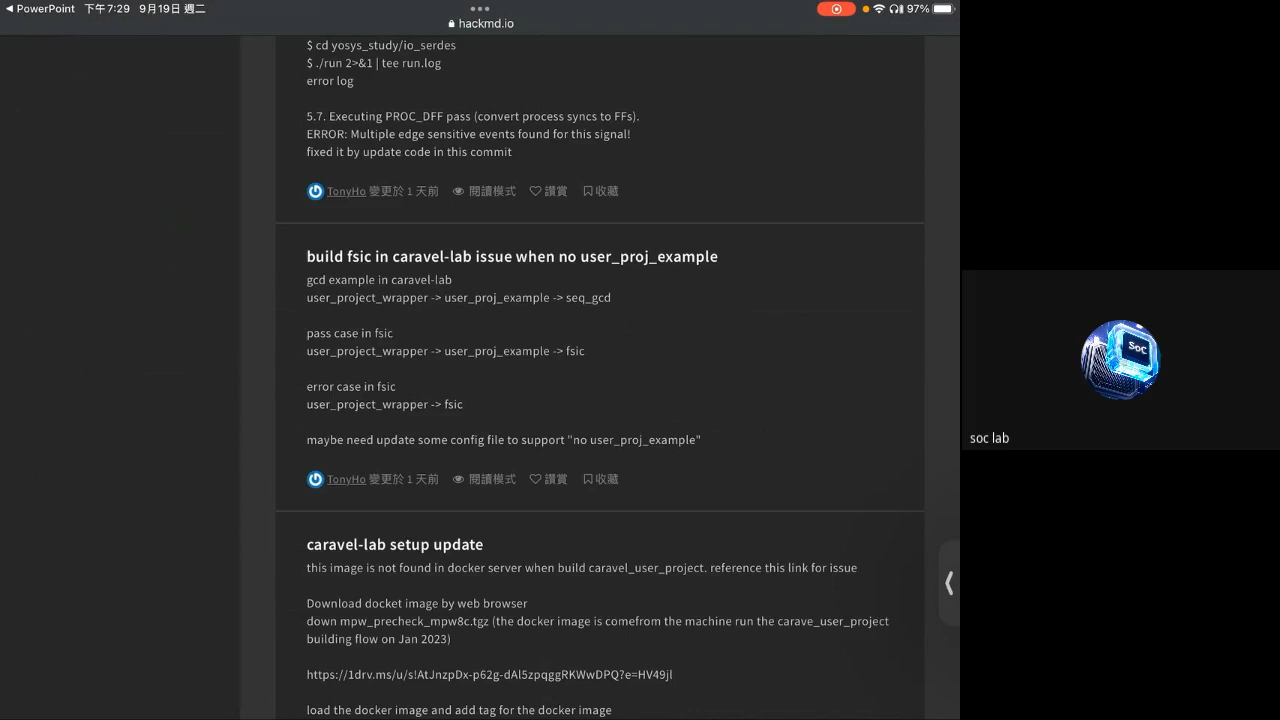 PowerPoint 下午7:29 9月19日 週二
97%
hackmd.io
$ cd yosys_study/io_serdes
$ ./run 2>&1 | tee run.log
error log
5.7. Executing PROC_DFF pass (convert process syncs to FFs).
ERROR: Multiple edge sensitive events found for this signal!
fixed it by update code in this commit
TonyHo 變更於 1 天前 閱讀模式 讚賞 收藏
build fsic in caravel-lab issue when no user_proj_example
gcd example in caravel-lab
user_project_wrapper -> user_proj_example -> seq_gcd
pass case in fsic
user_project_wrapper -> user_proj_example -> fsic
error case in fsic
user_project_wrapper -> fsic
maybe need update some config file to support "no user_proj_example"
TonyHo 變更於 1 天前 閱讀模式 讚賞 收藏
caravel-lab setup update
this image is not found in docker server when build caravel_user_project. reference this link for issue
Download docket image by web browser
down mpw_precheck_mpw8c.tgz (the docker image is comefrom the machine run the carave_user_project
building flow on Jan 2023)
https://1drv.ms/u/s!AtJnzpDx-p62g-dAl5zpqggRKWwDPQ?e=HV49jl
load the docker image and add tag for the docker image
SoC
soc lab